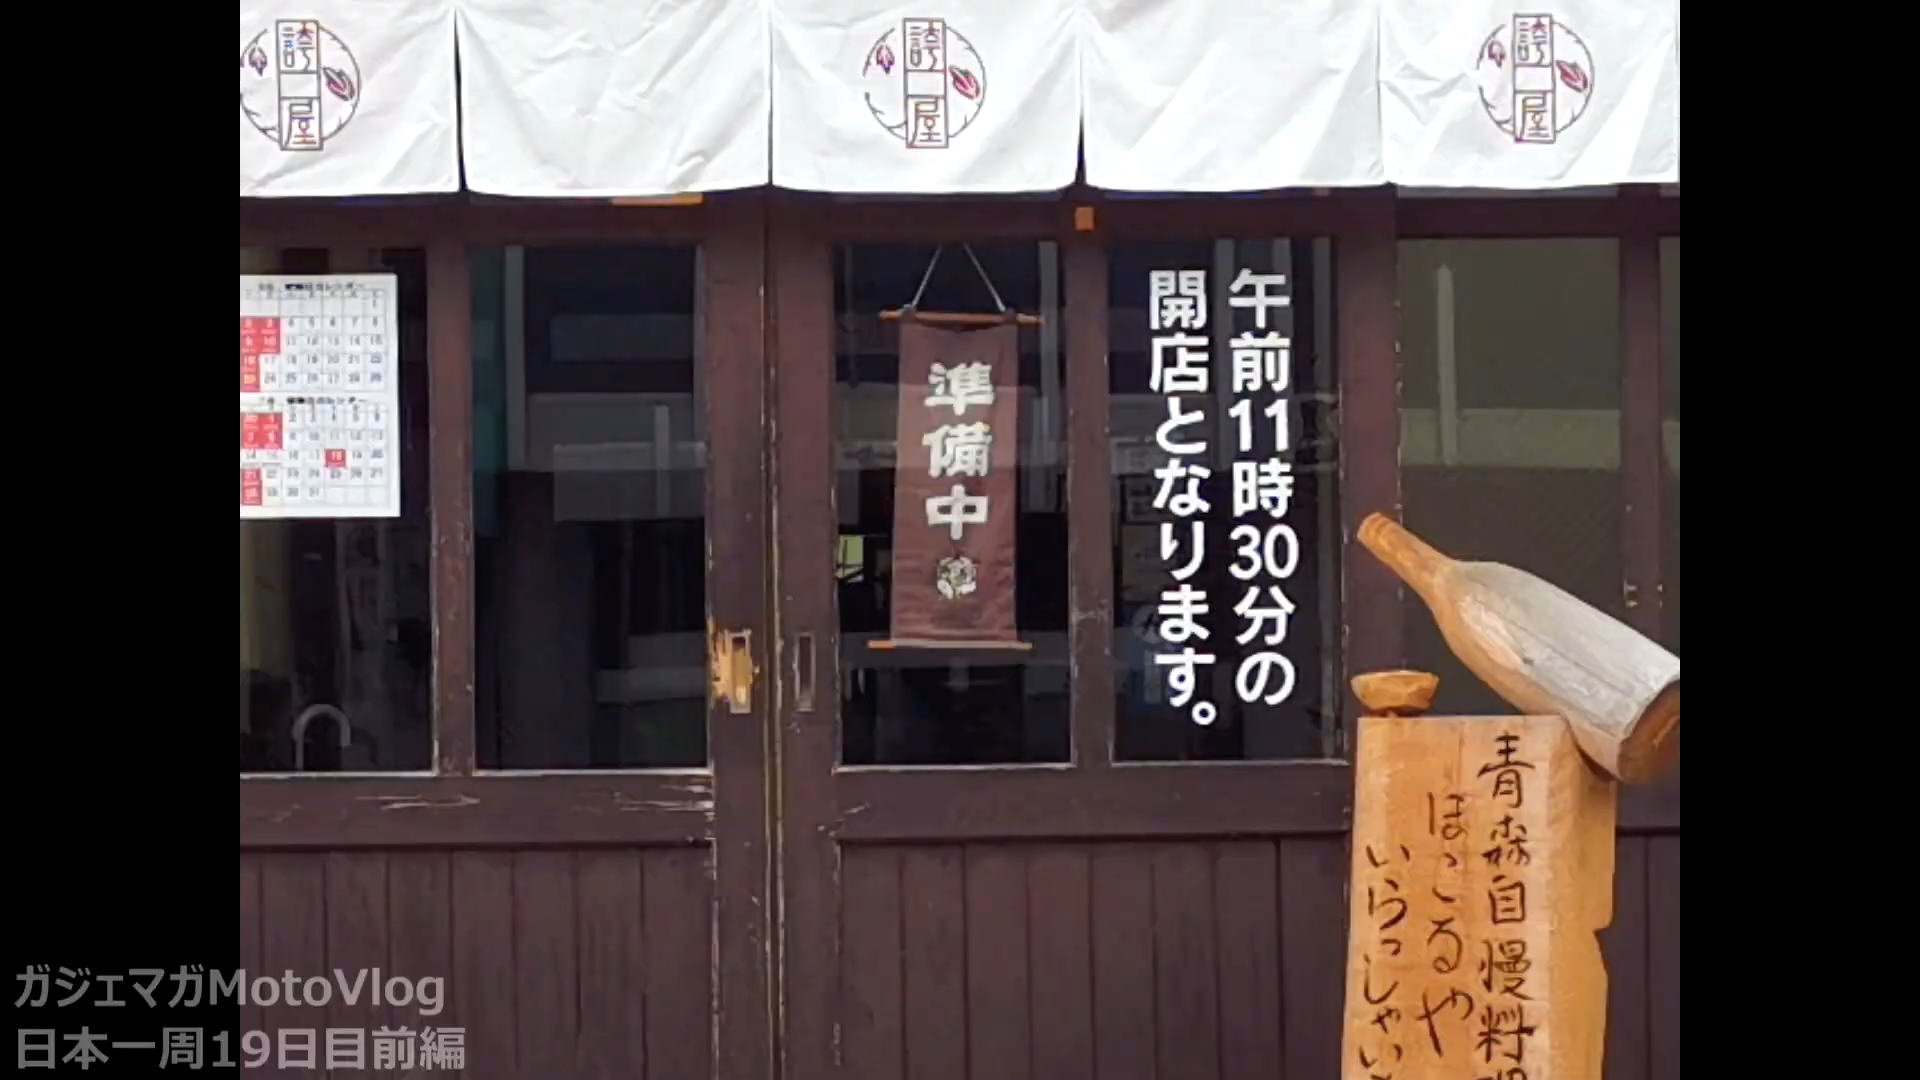 誇
屋
誇
屋
誇
屋
準備中
午前11時30分の
開店となります。
青森自慢料
ほこるや
いらっしゃい
ガジェマガMotoVlog
日本一周19日目前編